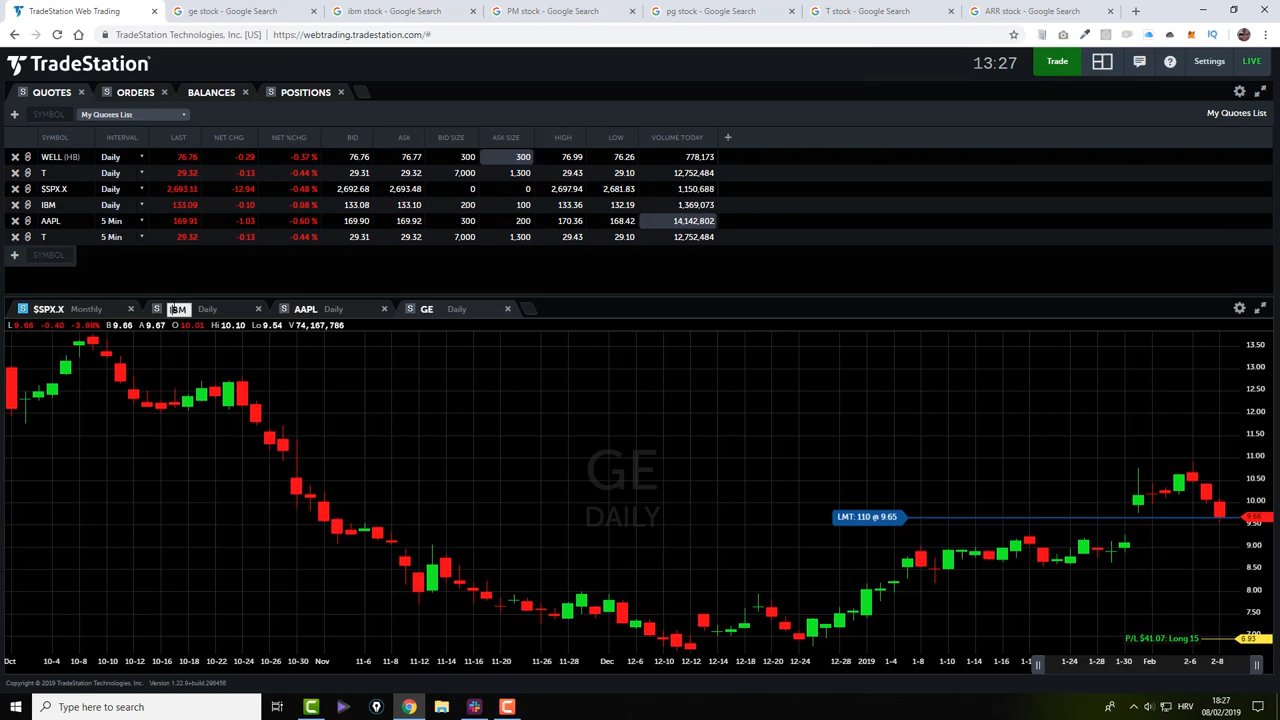 TradeStation Web Trading
ge stock - Google Search
ibm stock - Google Search
PM stock - Google Search
pg stock - Google Search
T stock - Google Search
ARR stock - Google Search
TradeStation Technologies, Inc. [US] | https://webtrading.tradestation.com/#
TradeStation
13:27
Trade
Settings
LIVE
QUOTES
ORDERS
BALANCES
POSITIONS
SYMBOL
My Quotes List
My Quotes List
SYMBOL INTERVAL LAST NET CHG NET %CHG BID ASK BID SIZE ASK SIZE HIGH LOW VOLUME TODAY
WELL (HB) Daily 76.76 -0.29 -0.37 % 76.76 76.77 300 300 76.99 76.26 778,173
T Daily 29.32 -0.13 -0.44 % 29.31 29.32 7,000 1,300 29.43 29.10 12,752,484
$SPX.X Daily 2,693.11 -12.94 -0.48 % 2,692.68 2,693.48 0 0 2,697.94 2,681.83 1,150,688
IBM Daily 133.09 -0.10 -0.08 % 133.08 133.10 200 100 133.36 132.19 1,369,073
AAPL 5 Min 169.91 -1.03 -0.60 % 169.90 169.92 300 200 170.36 168.42 14,142,802
T 5 Min 29.32 -0.13 -0.44 % 29.31 29.32 7,000 1,300 29.43 29.10 12,752,484
SYMBOL
S $SPX.X Monthly
S IBM Daily
S AAPL Daily
S GE Daily
L 9.66 -0.40 -3.98% B 9.66 A 9.67 O 10.01 Hi 10.10 Lo 9.54 V 74,167,786
13.50
13.00
12.50
12.00
11.50
11.00
10.50
10.00
9.66
9.50
9.00
8.50
8.00
7.50
GE
DAILY
LMT: 110 @ 9.65
P/L $41.07: Long 15
6.93
Oct 10-4 10-8 10-12 10-16 10-22 10-24 10-26 10-30 Nov 11-6 11-8 11-12 11-14 11-16 11-20 11-26 11-28 Dec 12-6 12-10 12-12 12-14 12-18 12-20 12-24 12-28 2019 1-4 1-8 1-10 1-14 1-16 1-24 1-28 1-30 Feb 2-6 2-8
Copyright © 2019 TradeStation Technologies, Inc. Version 1.22.9+build.296456
Type here to search
HRV
18:27
08/02/2019